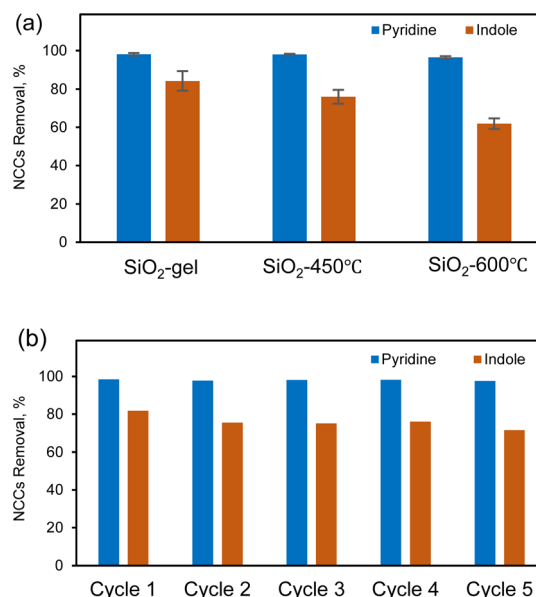 (a)
Pyridine Indole
NCCs Removal, %
100
80
60
40
20
0
SiO₂-gel SiO₂-450℃ SiO₂-600℃
(b)
Pyridine Indole
NCCs Removal, %
100
80
60
40
20
0
Cycle 1 Cycle 2 Cycle 3 Cycle 4 Cycle 5